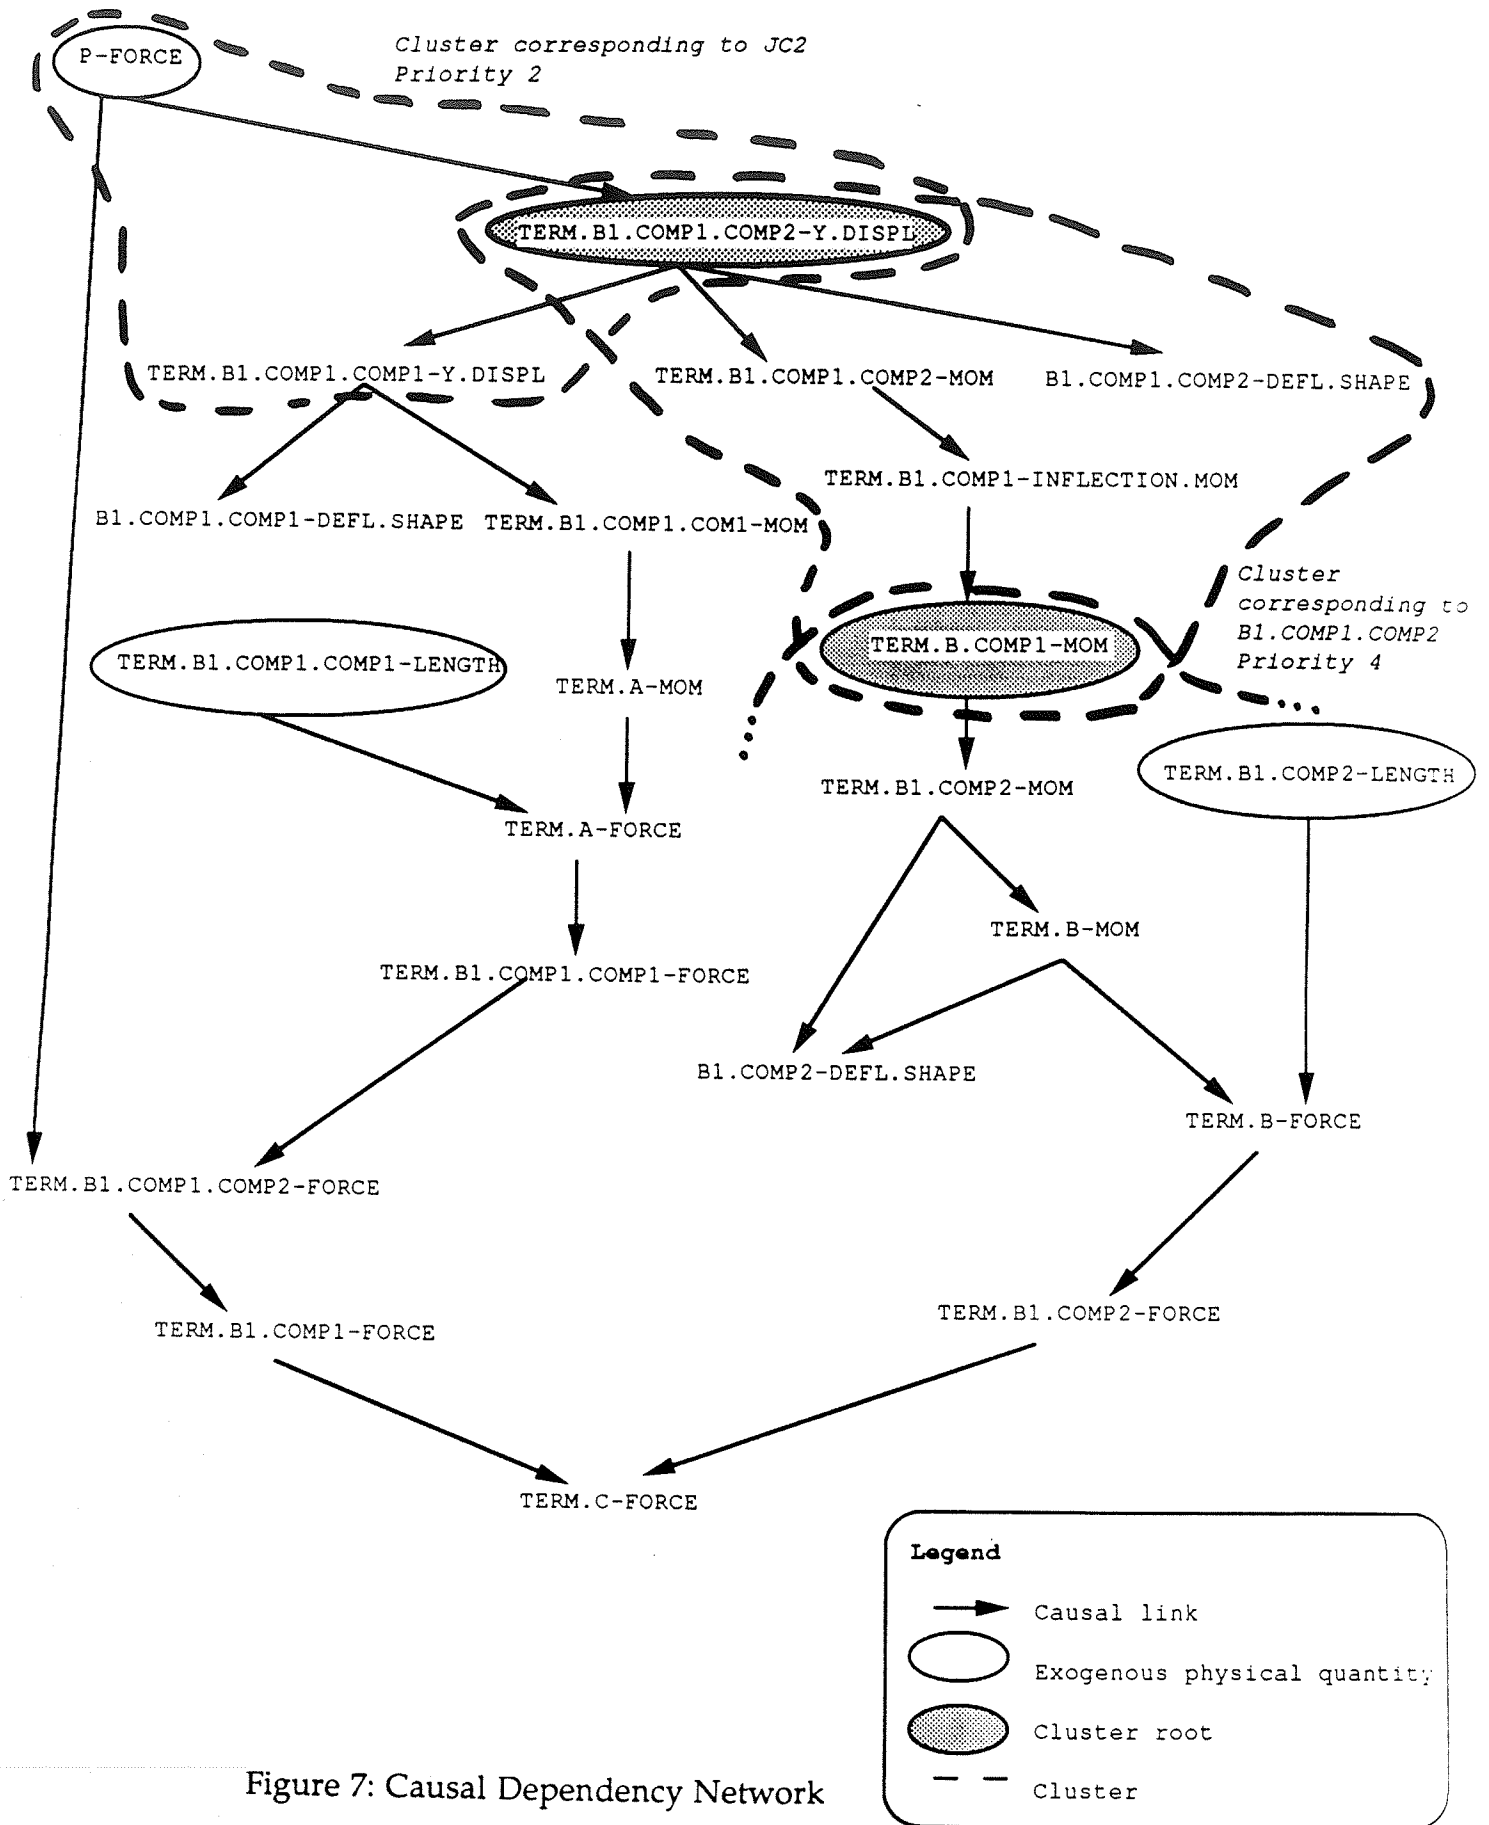 P-FORCE
Cluster corresponding to JC2
Priority 2
TERM.B1.COMP1.COMP2-Y.DISPL
TERM.B1.COMP1.COMP1-Y.DISPL
TERM.B1.COMP1.COMP2-MOM
B1.COMP1.COMP2-DEFL.SHAPE
TERM.B1.COMP1-INFLECTION.MOM
B1.COMP1.COMP1-DEFL.SHAPE
TERM.B1.COMP1.COM1-MOM
Cluster
corresponding to
B1.COMP1.COMP2
Priority 4
TERM.B.COMP1-MOM
TERM.B1.COMP1.COMP1-LENGTH
TERM.A-MOM
TERM.B1.COMP2-MOM
TERM.B1.COMP2-LENGTH
TERM.A-FORCE
TERM.B-MOM
TERM.B1.COMP1.COMP1-FORCE
B1.COMP2-DEFL.SHAPE
TERM.B-FORCE
TERM.B1.COMP1.COMP2-FORCE
TERM.B1.COMP2-FORCE
TERM.B1.COMP1-FORCE
TERM.C-FORCE
Legend
Causal link
Exogenous physical quantity
Cluster root
Cluster
Figure 7: Causal Dependency Network